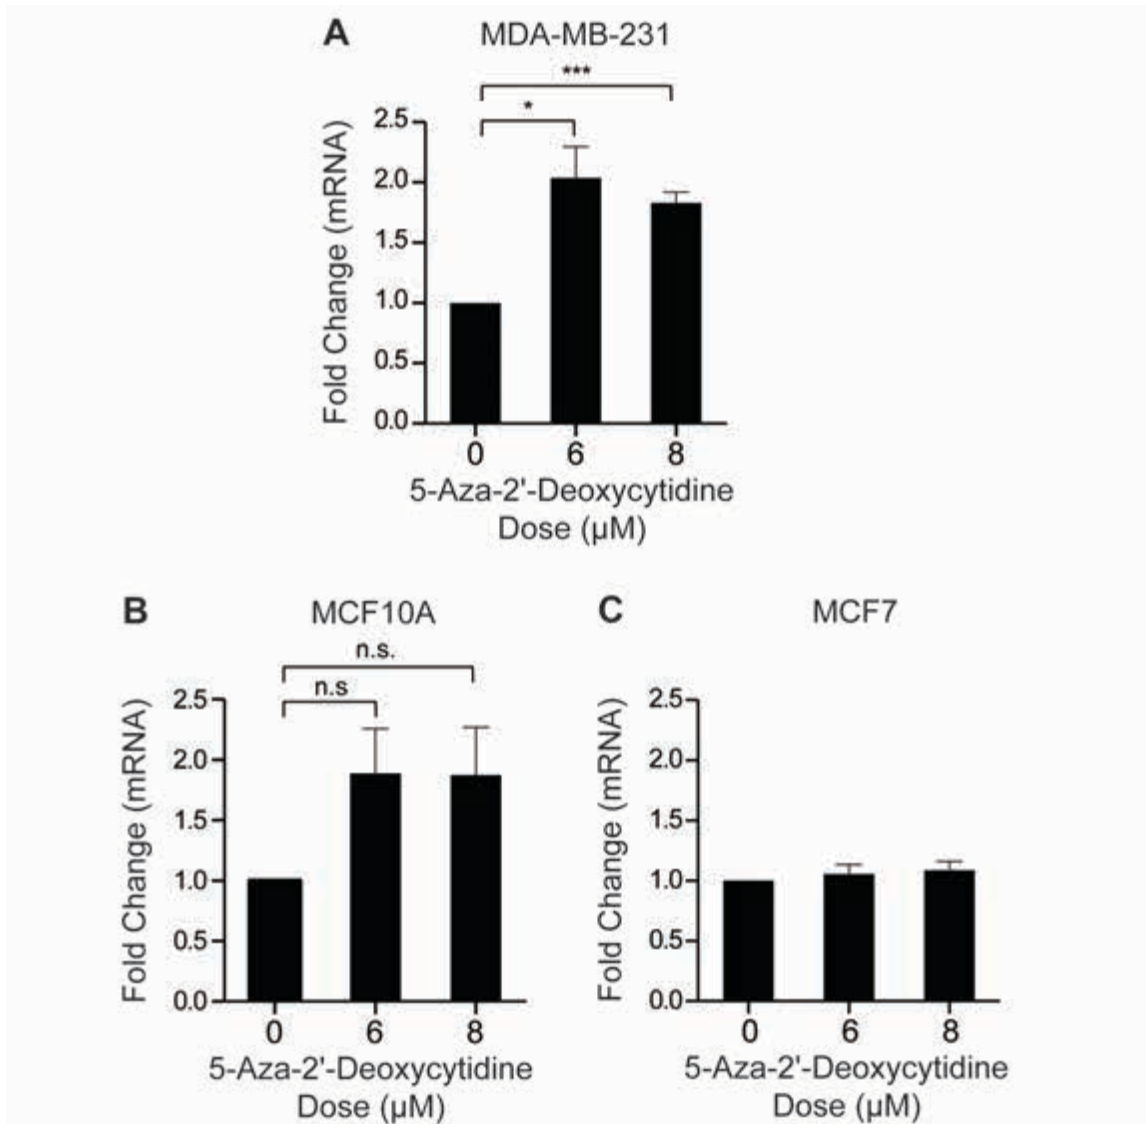 A
MDA-MB-231
***
*
Fold Change (mRNA)
2.5
2.0
1.5
1.0
0.5
0.0
0 6 8
5-Aza-2'-Deoxycytidine
Dose (µM)
B
MCF10A
n.s.
n.s
Fold Change (mRNA)
2.5
2.0
1.5
1.0
0.5
0.0
0 6 8
5-Aza-2'-Deoxycytidine
Dose (µM)
C
MCF7
Fold Change (mRNA)
2.5
2.0
1.5
1.0
0.5
0.0
0 6 8
5-Aza-2'-Deoxycytidine
Dose (µM)